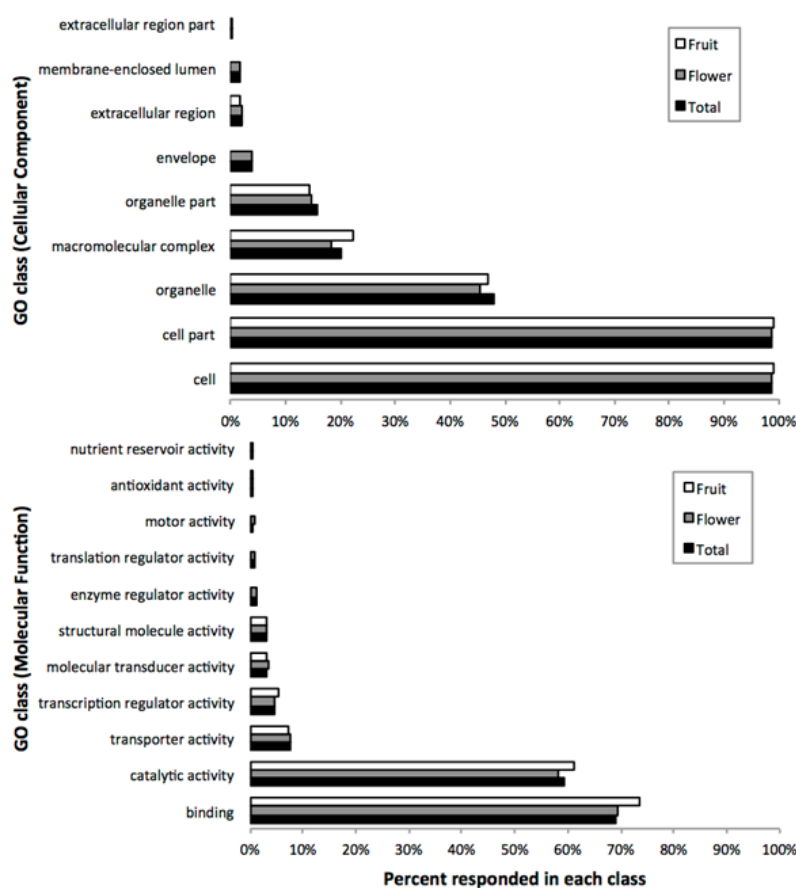 GO class (Cellular Component)
extracellular region part
membrane-enclosed lumen
extracellular region
envelope
organelle part
macromolecular complex
organelle
cell part
cell
Fruit
Flower
Total
0% 10% 20% 30% 40% 50% 60% 70% 80% 90% 100%
GO class (Molecular Function)
nutrient reservoir activity
antioxidant activity
motor activity
translation regulator activity
enzyme regulator activity
structural molecule activity
molecular transducer activity
transcription regulator activity
transporter activity
catalytic activity
binding
Fruit
Flower
Total
0% 10% 20% 30% 40% 50% 60% 70% 80% 90% 100%
Percent responded in each class